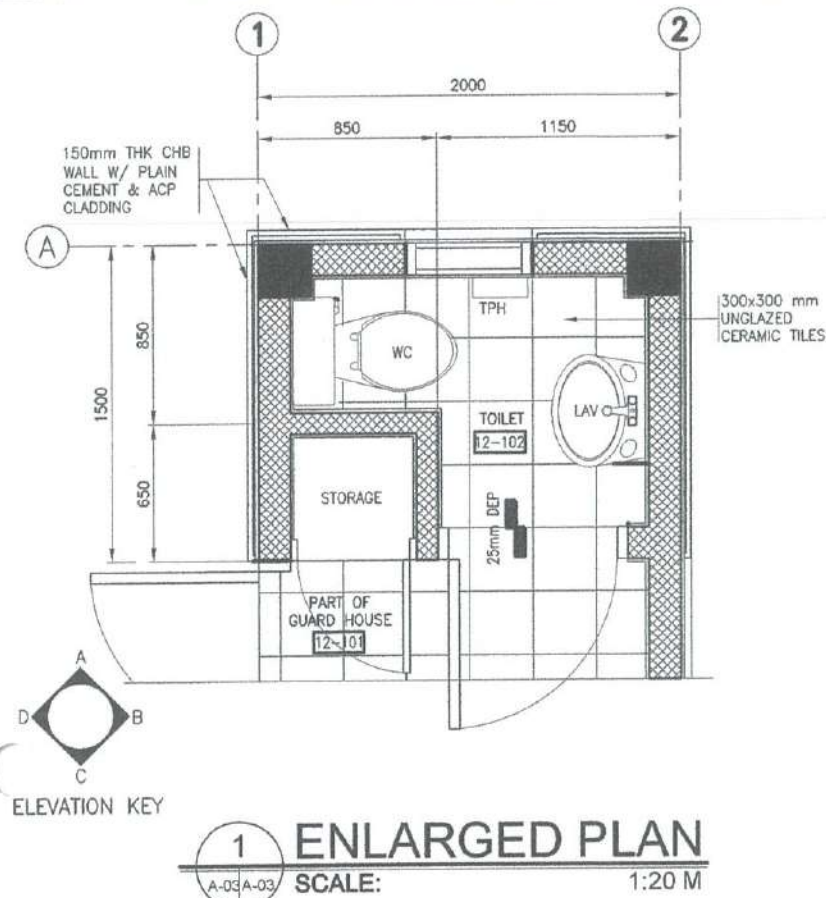 1
2
2000
850
1150
150mm THK CHB
WALL W/ PLAIN
CEMENT & ACP
CLADDING
A
850
1500
650
TPH
WC
300x300 mm
UNGLAZED
CERAMIC TILES
LAV
TOILET
12-102
STORAGE
25mm DEP
PART OF
GUARD HOUSE
12-101
A
D
B
C
ELEVATION KEY
1
A-03 A-03
ENLARGED PLAN
SCALE: 1:20 M